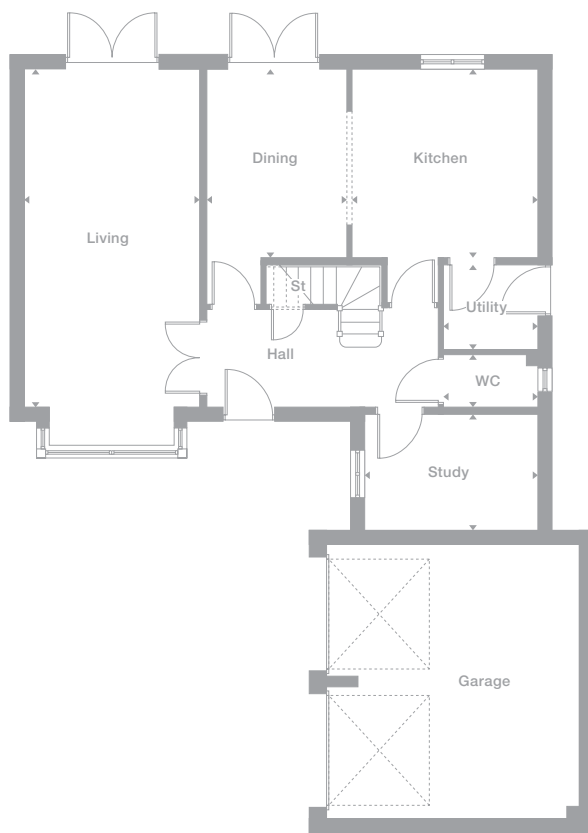 Dining
Kitchen
Living
St
Utility
Hall
WC
Study
Garage